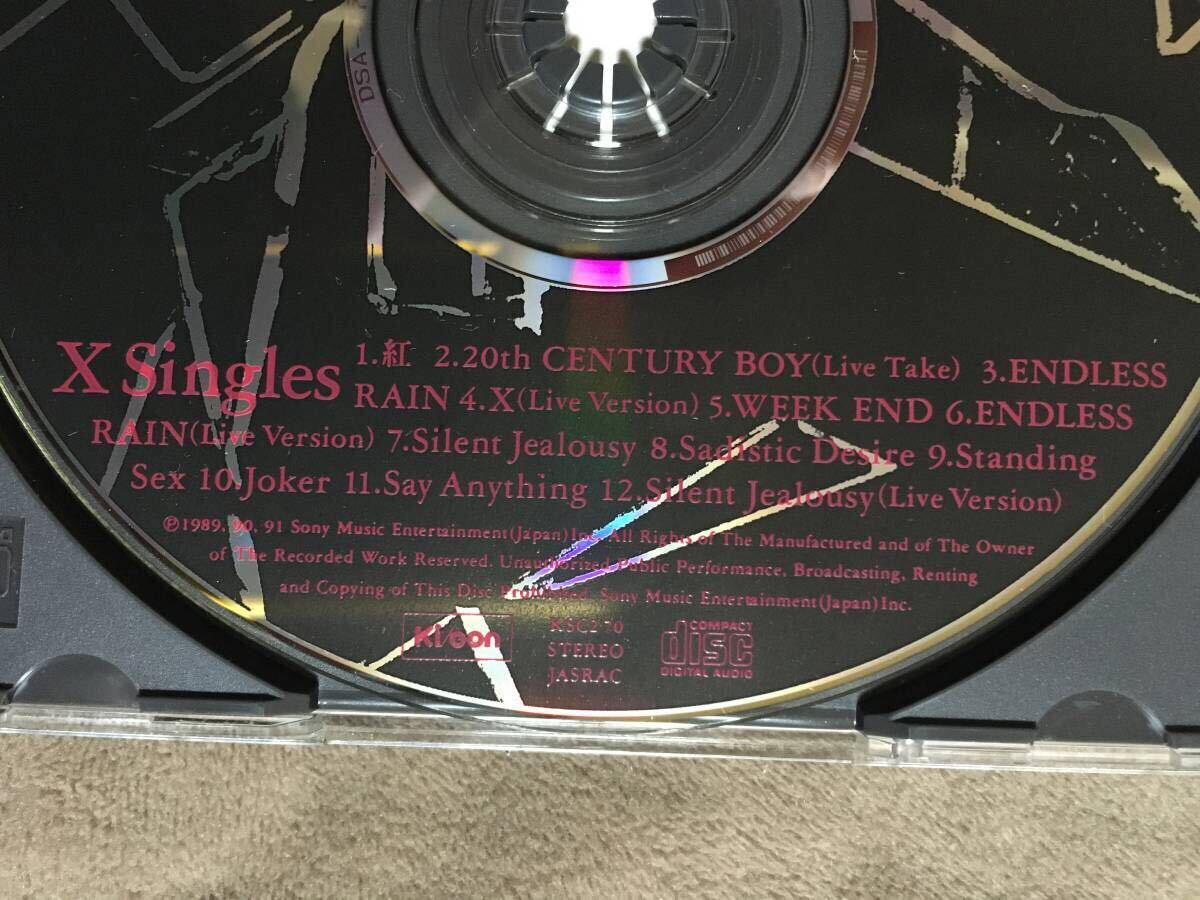 DSA
X Singles
1.紅 2.20th CENTURY BOY(Live Take) 3.ENDLESS
RAIN 4.X(Live Version) 5.WEEK END 6.ENDLESS
RAIN(Live Version) 7.Silent Jealousy 8.Sadistic Desire 9.Standing
Sex 10.Joker 11.Say Anything 12.Silent Jealousy(Live Version)
℗1989, 90, 91 Sony Music Entertainment(Japan)Inc. All Rights of The Manufactured and of The Owner
of The Recorded Work Reserved. Unauthorized Public Performance, Broadcasting, Renting
and Copying of This Disc Prohibited. Sony Music Entertainment(Japan)Inc.
Ki/oon
KSC2 70
STEREO
JASRAC
COMPACT
disc
DIGITAL AUDIO